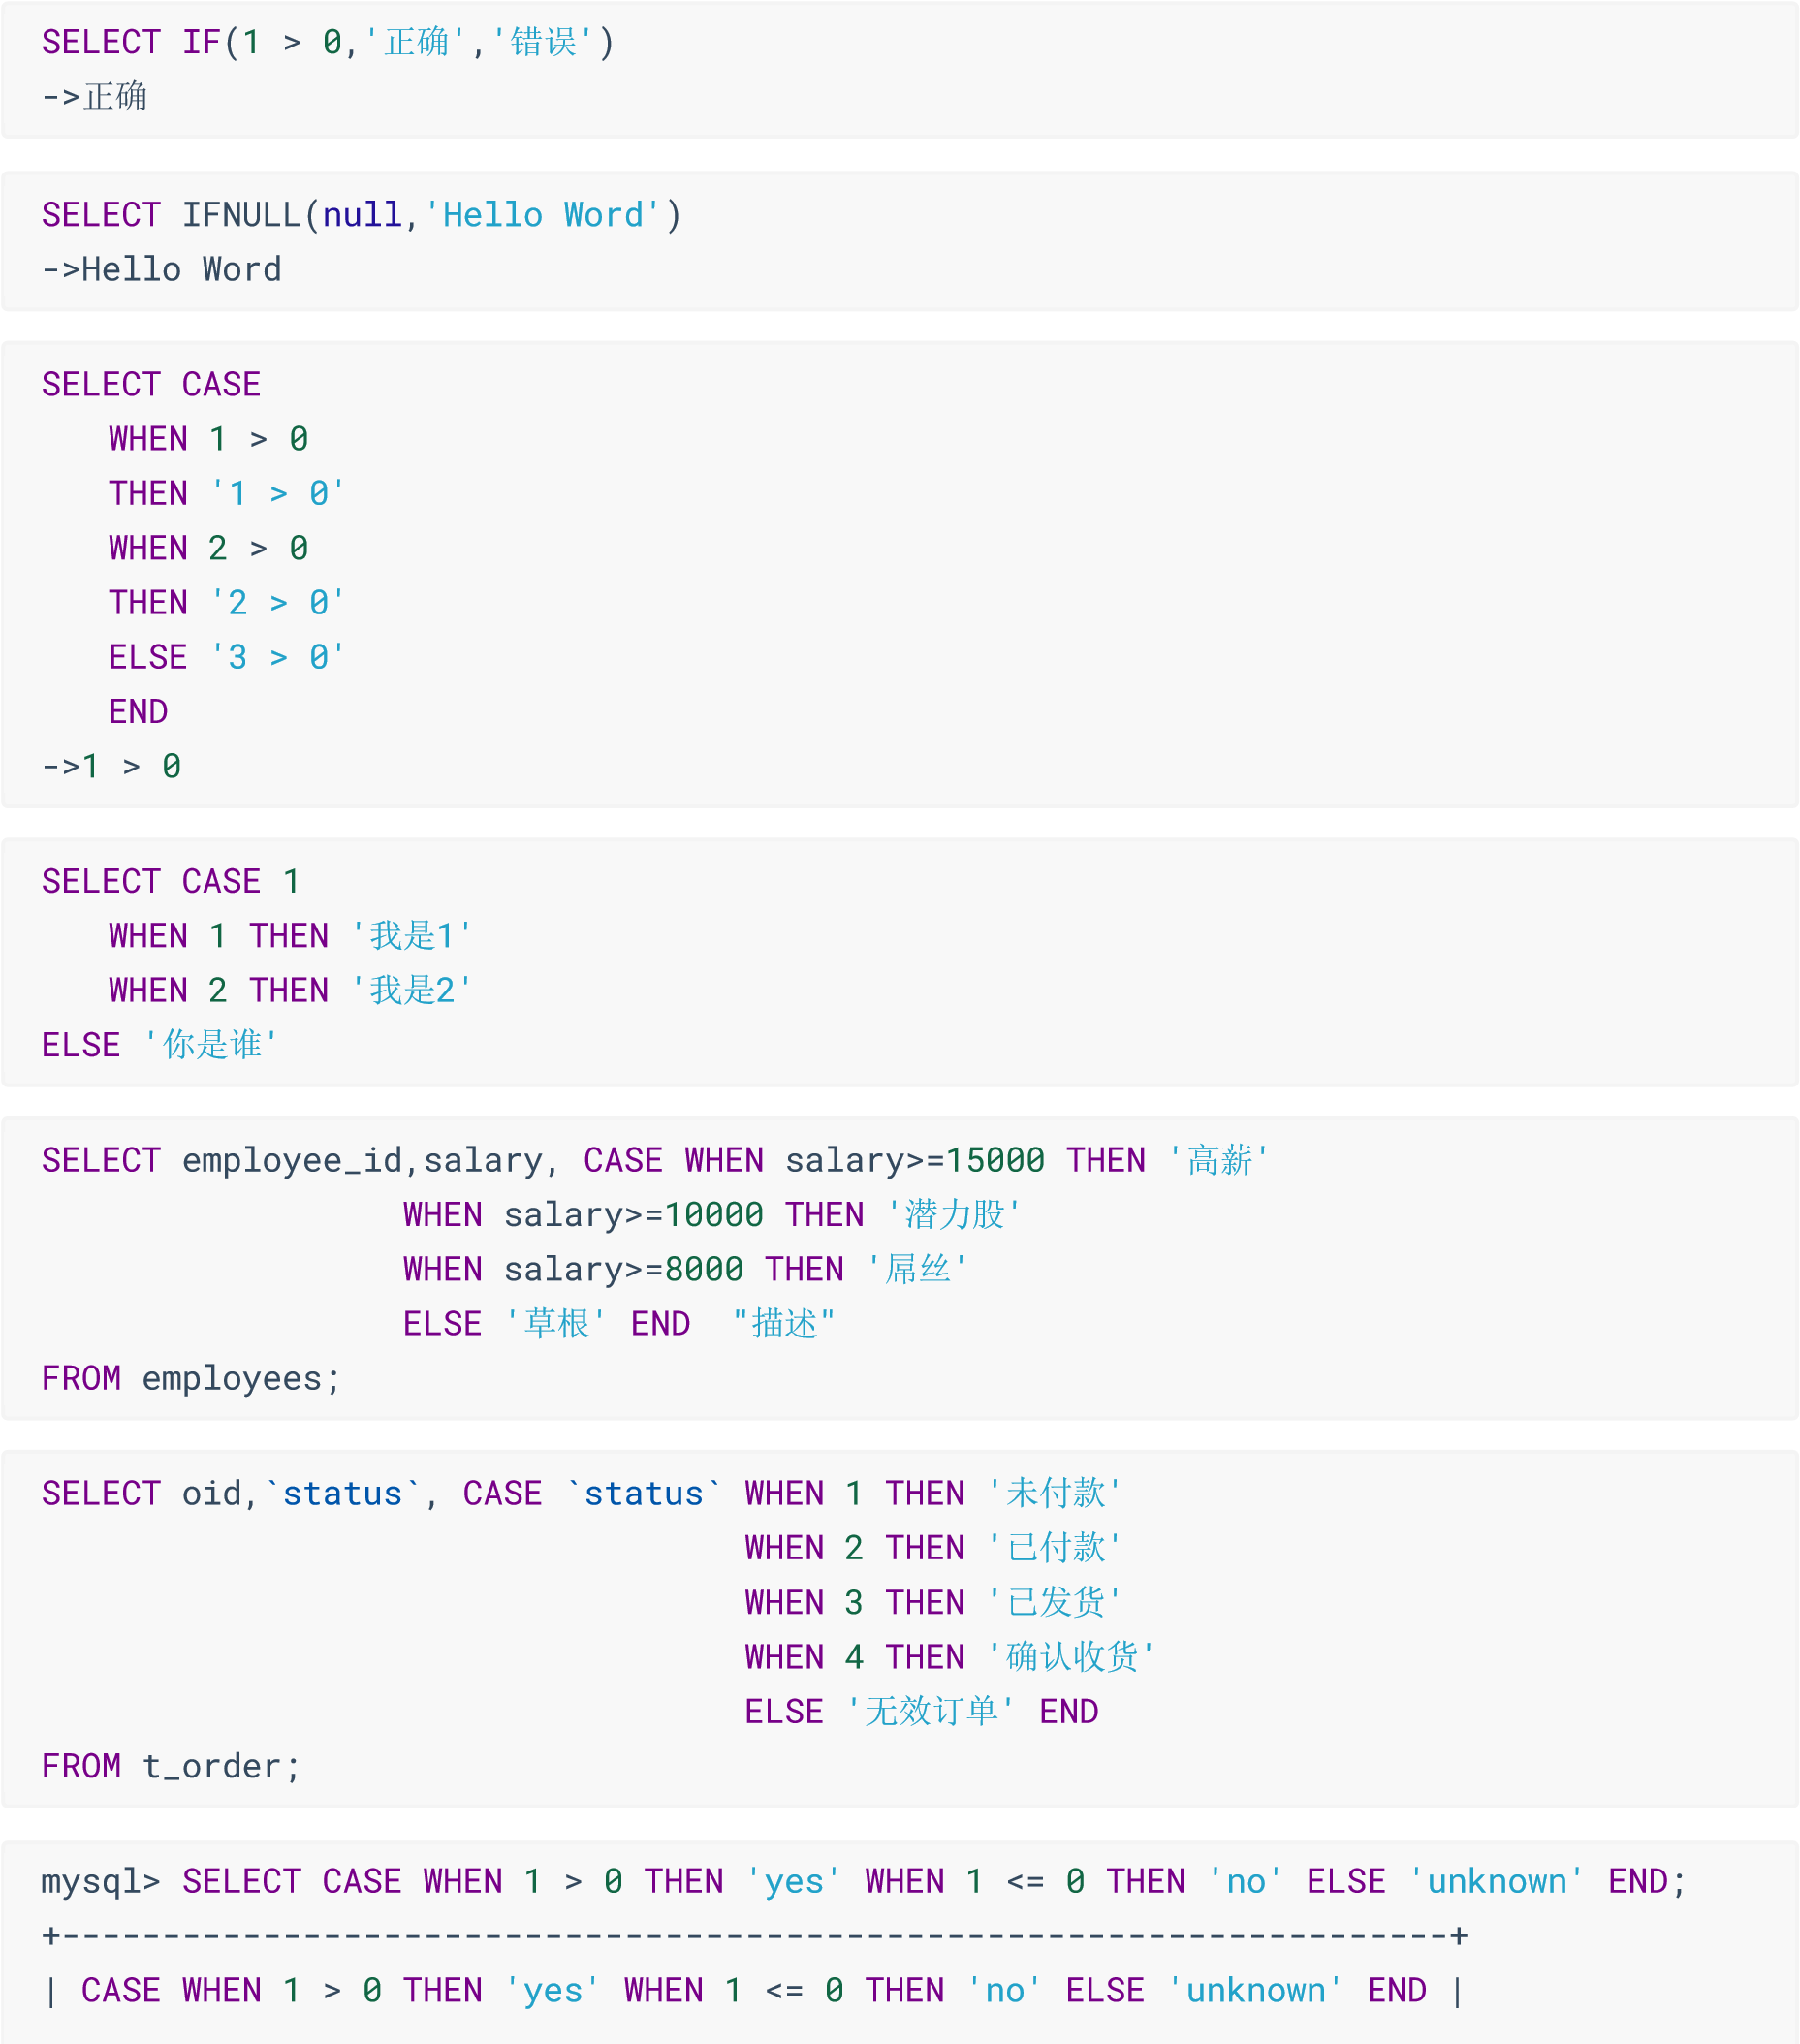 SELECT IF(1 > 0,'正确','错误')
->正确
SELECT IFNULL(null,'Hello Word')
->Hello Word
SELECT CASE
WHEN 1 > 0
THEN '1 > 0'
WHEN 2 > 0
THEN '2 > 0'
ELSE '3 > 0'
END
->1 > 0
SELECT CASE 1
WHEN 1 THEN '我是1'
WHEN 2 THEN '我是2'
ELSE '你是谁'
SELECT employee_id,salary, CASE WHEN salary>=15000 THEN '高薪'
WHEN salary>=10000 THEN '潜力股'
WHEN salary>=8000 THEN '屌丝'
ELSE '草根' END  "描述"
FROM employees;
SELECT oid,`status`, CASE `status` WHEN 1 THEN '未付款'
WHEN 2 THEN '已付款'
WHEN 3 THEN '已发货'
WHEN 4 THEN '确认收货'
ELSE '无效订单' END
FROM t_order;
mysql> SELECT CASE WHEN 1 > 0 THEN 'yes' WHEN 1 <= 0 THEN 'no' ELSE 'unknown' END;
+---------------------------------------------------------------------+
| CASE WHEN 1 > 0 THEN 'yes' WHEN 1 <= 0 THEN 'no' ELSE 'unknown' END |